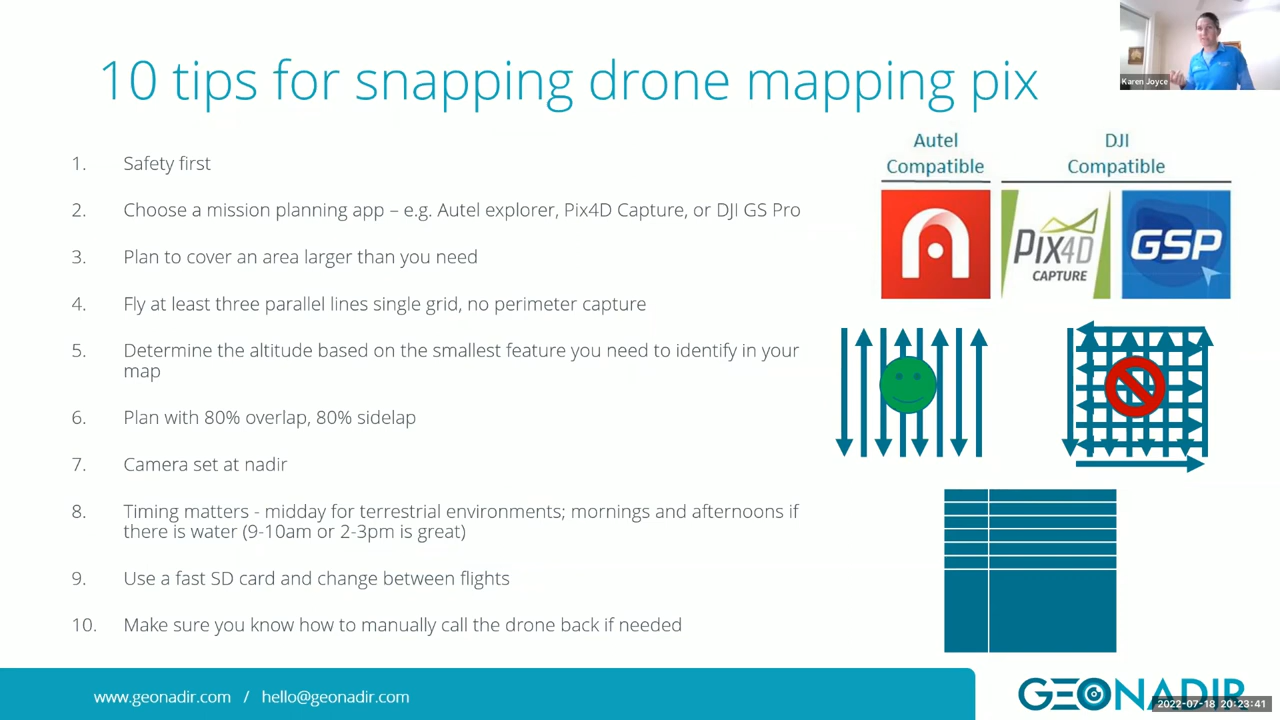 10 tips for snapping drone mapping pix
Karen Joyce
1. Safety first
2. Choose a mission planning app – e.g. Autel explorer, Pix4D Capture, or DJI GS Pro
3. Plan to cover an area larger than you need
4. Fly at least three parallel lines single grid, no perimeter capture
5. Determine the altitude based on the smallest feature you need to identify in your
map
6. Plan with 80% overlap, 80% sidelap
7. Camera set at nadir
8. Timing matters - midday for terrestrial environments; mornings and afternoons if
there is water (9-10am or 2-3pm is great)
9. Use a fast SD card and change between flights
10. Make sure you know how to manually call the drone back if needed
Autel
Compatible
DJI
Compatible
PIX4D
CAPTURE
GSP
www.geonadir.com / hello@geonadir.com
GEONADIR
2022-07-18 20:23:41